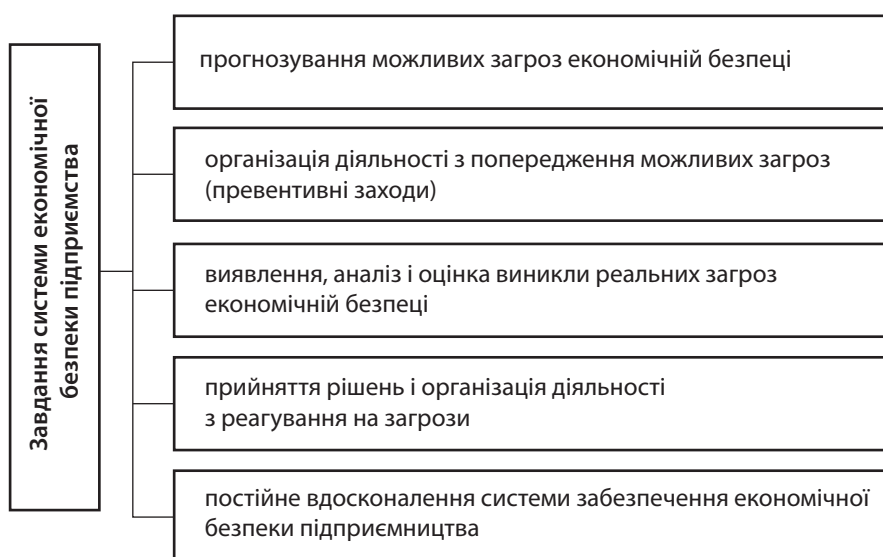 Завдання системи економічної
безпеки підприємства
прогнозування можливих загроз економічній безпеці
організація діяльності з попередження можливих загроз
(превентивні заходи)
виявлення, аналіз і оцінка виникли реальних загроз
економічній безпеці
прийняття рішень і організація діяльності
з реагування на загрози
постійне вдосконалення системи забезпечення економічної
безпеки підприємництва